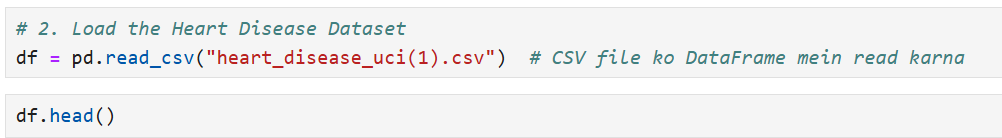 # 2. Load the Heart Disease Dataset
df = pd.read_csv("heart_disease_uci(1).csv")  # CSV file ko DataFrame mein read karna
df.head()